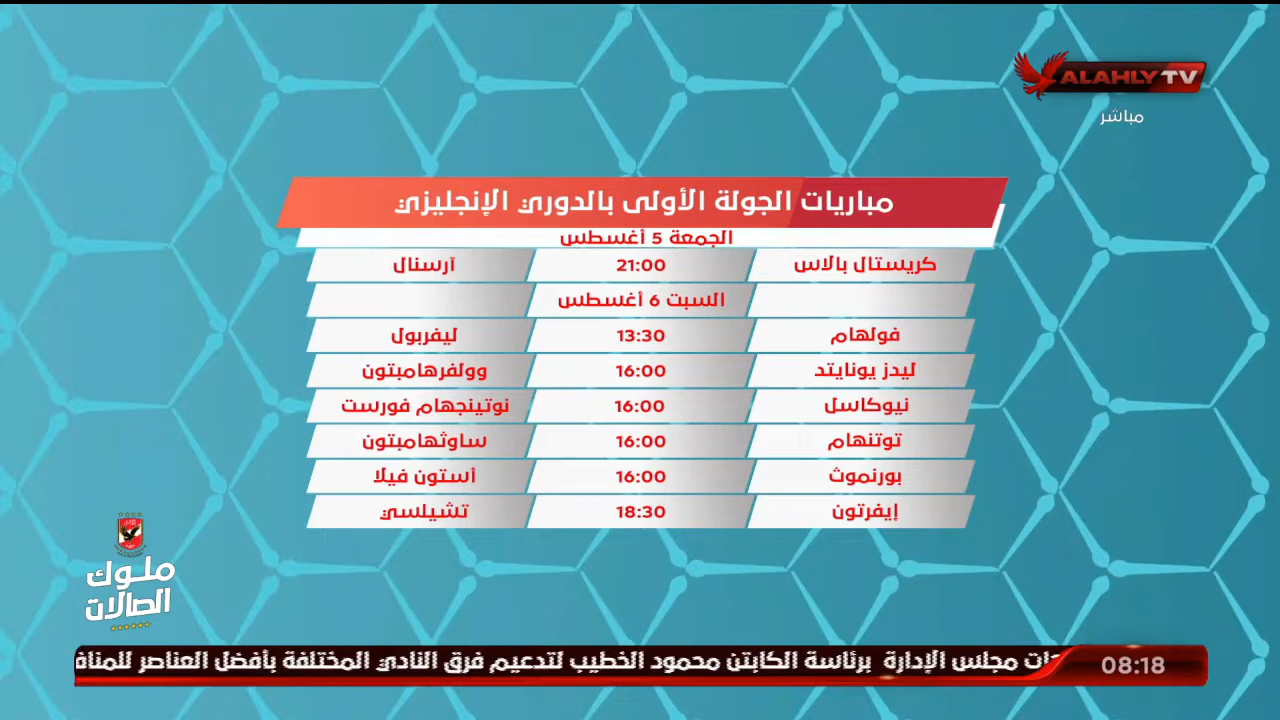 ALAHLY TV
مباشر
مباريات الجولة الأولى بالدوري الإنجليزي
الجمعة 5 أغسطس
كريستال بالاس 21:00 آرسنال
السبت 6 أغسطس
فولهام 13:30 ليفربول
ليدز يونايتد 16:00 وولفرهامبتون
نيوكاسل 16:00 نوتينجهام فورست
توتنهام 16:00 ساوثهامبتون
بورنموث 16:00 أستون فيلا
إيفرتون 18:30 تشيلسي
ملوك
الصالات
08:18 مجلس الإدارة برئاسة الكابتن محمود الخطيب لتدعيم فرق النادي المختلفة بأفضل العناصر